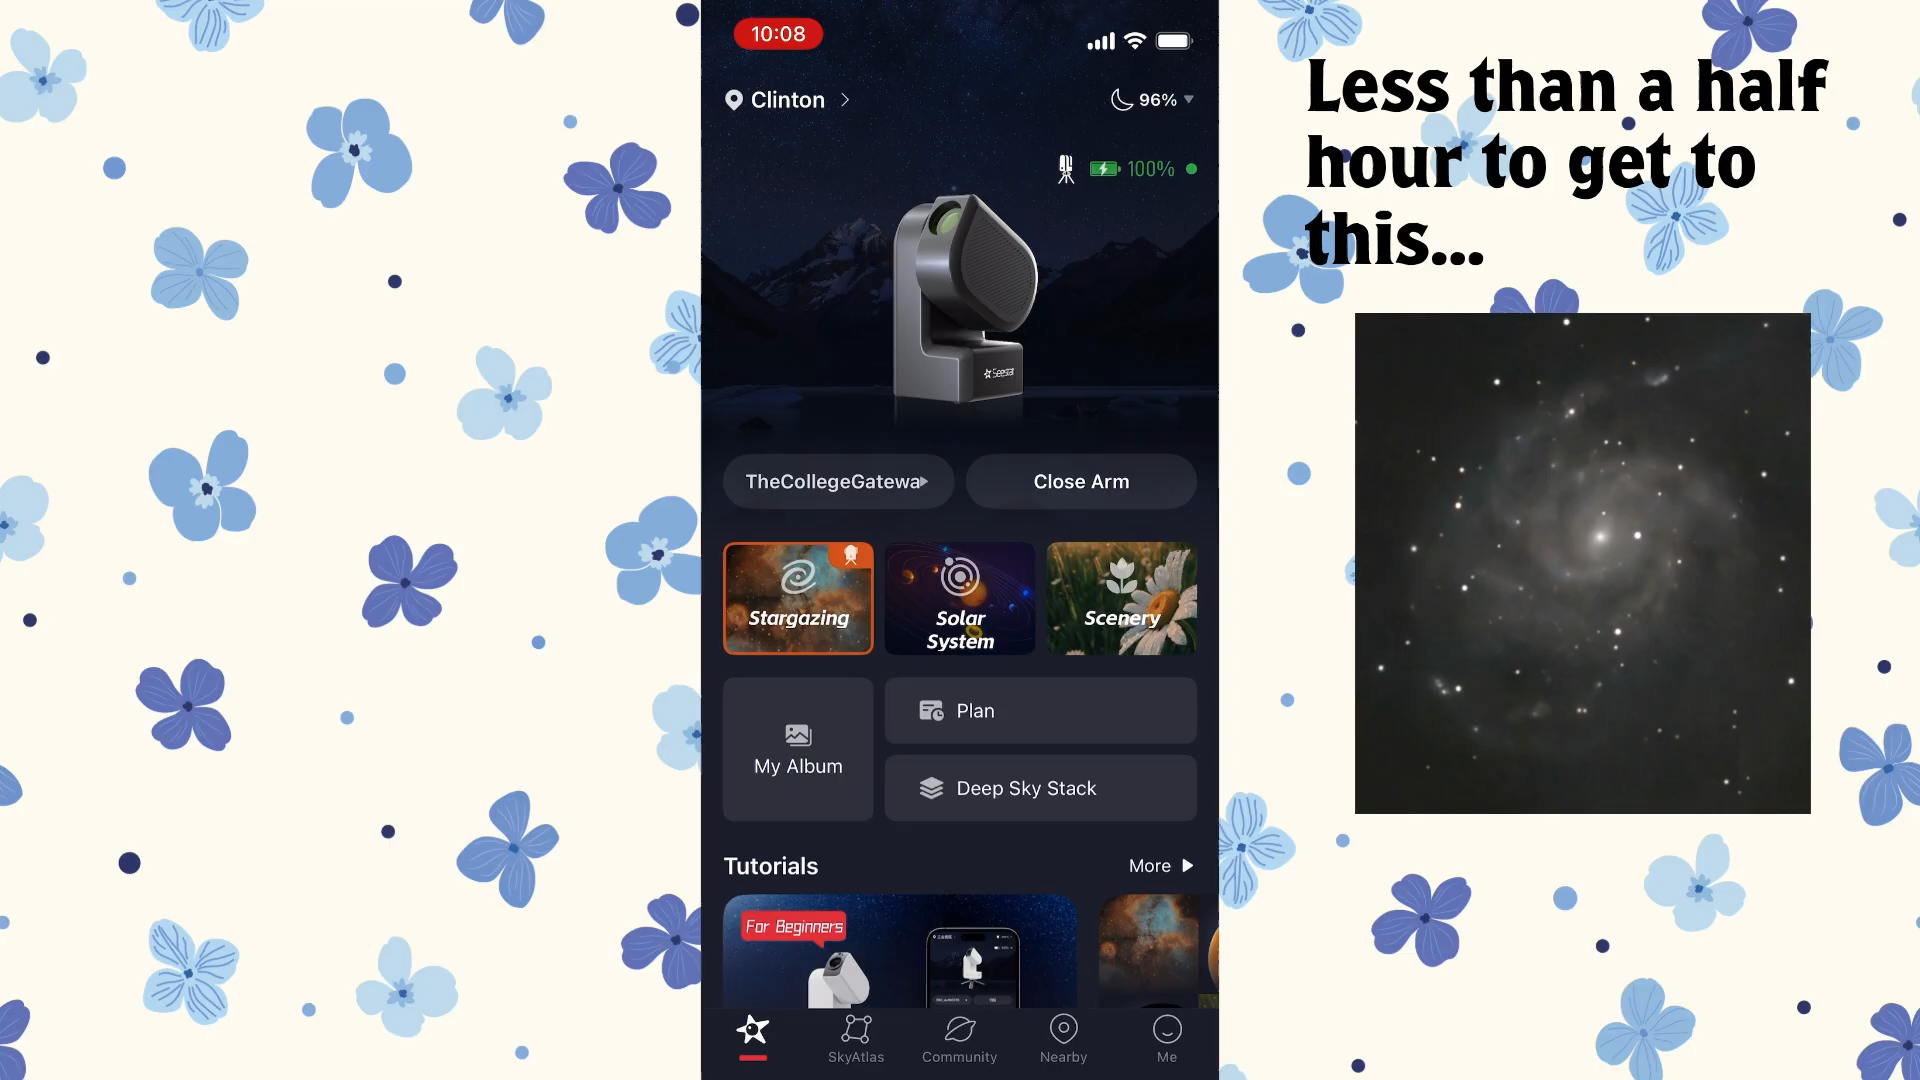 10:08
Clinton
96%
100%
Seestar
TheCollegeGatewa
Close Arm
Stargazing
Solar
System
Scenery
My Album
Plan
Deep Sky Stack
Tutorials
More
For Beginners
SkyAtlas
Community
Nearby
Me
Less than a half
hour to get to
this...